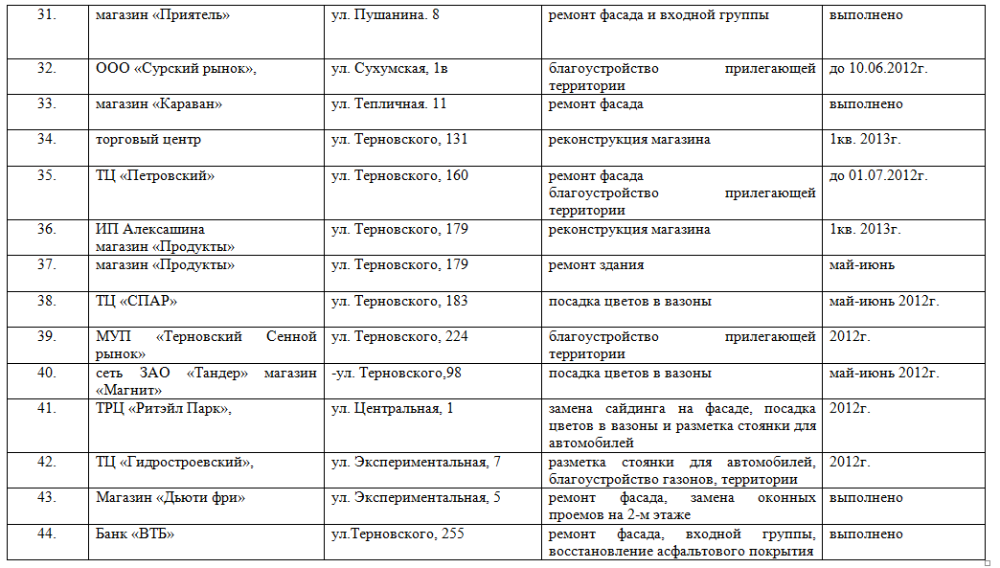 31. магазин «Приятель» ул. Пушанина. 8 ремонт фасада и входной группы выполнено
32. ООО «Сурский рынок», ул. Сухумская, 1в благоустройство прилегающей до 10.06.2012г.
территории
33. магазин «Караван» ул. Тепличная. 11 ремонт фасада выполнено
34. торговый центр ул. Терновского, 131 реконструкция магазина 1кв. 2013г.
35. ТЦ «Петровский» ул. Терновского, 160 ремонт фасада до 01.07.2012г.
благоустройство прилегающей
территории
36. ИП Алексашина ул. Терновского, 179 реконструкция магазина 1кв. 2013г.
магазин «Продукты»
37. магазин «Продукты» ул. Терновского, 179 ремонт здания май-июнь
38. ТЦ «СПАР» ул. Терновского, 183 посадка цветов в вазоны май-июнь 2012г.
39. МУП «Терновский Сенной ул. Терновского, 224 благоустройство прилегающей 2012г.
рынок» территории
40. сеть ЗАО «Тандер» магазин -ул. Терновского,98 посадка цветов в вазоны май-июнь 2012г.
«Магнит»
41. ТРЦ «Ритэйл Парк», ул. Центральная, 1 замена сайдинга на фасаде, посадка 2012г.
цветов в вазоны и разметка стоянки для
автомобилей
42. ТЦ «Гидростроевский», ул. Экспериментальная, 7 разметка стоянки для автомобилей, 2012г.
благоустройство газонов, территории
43. Магазин «Дьюти фри» ул. Экспериментальная, 5 ремонт фасада, замена оконных выполнено
проемов на 2-м этаже
44. Банк «ВТБ» ул.Терновского, 255 ремонт фасада, входной группы, выполнено
восстановление асфальтового покрытия